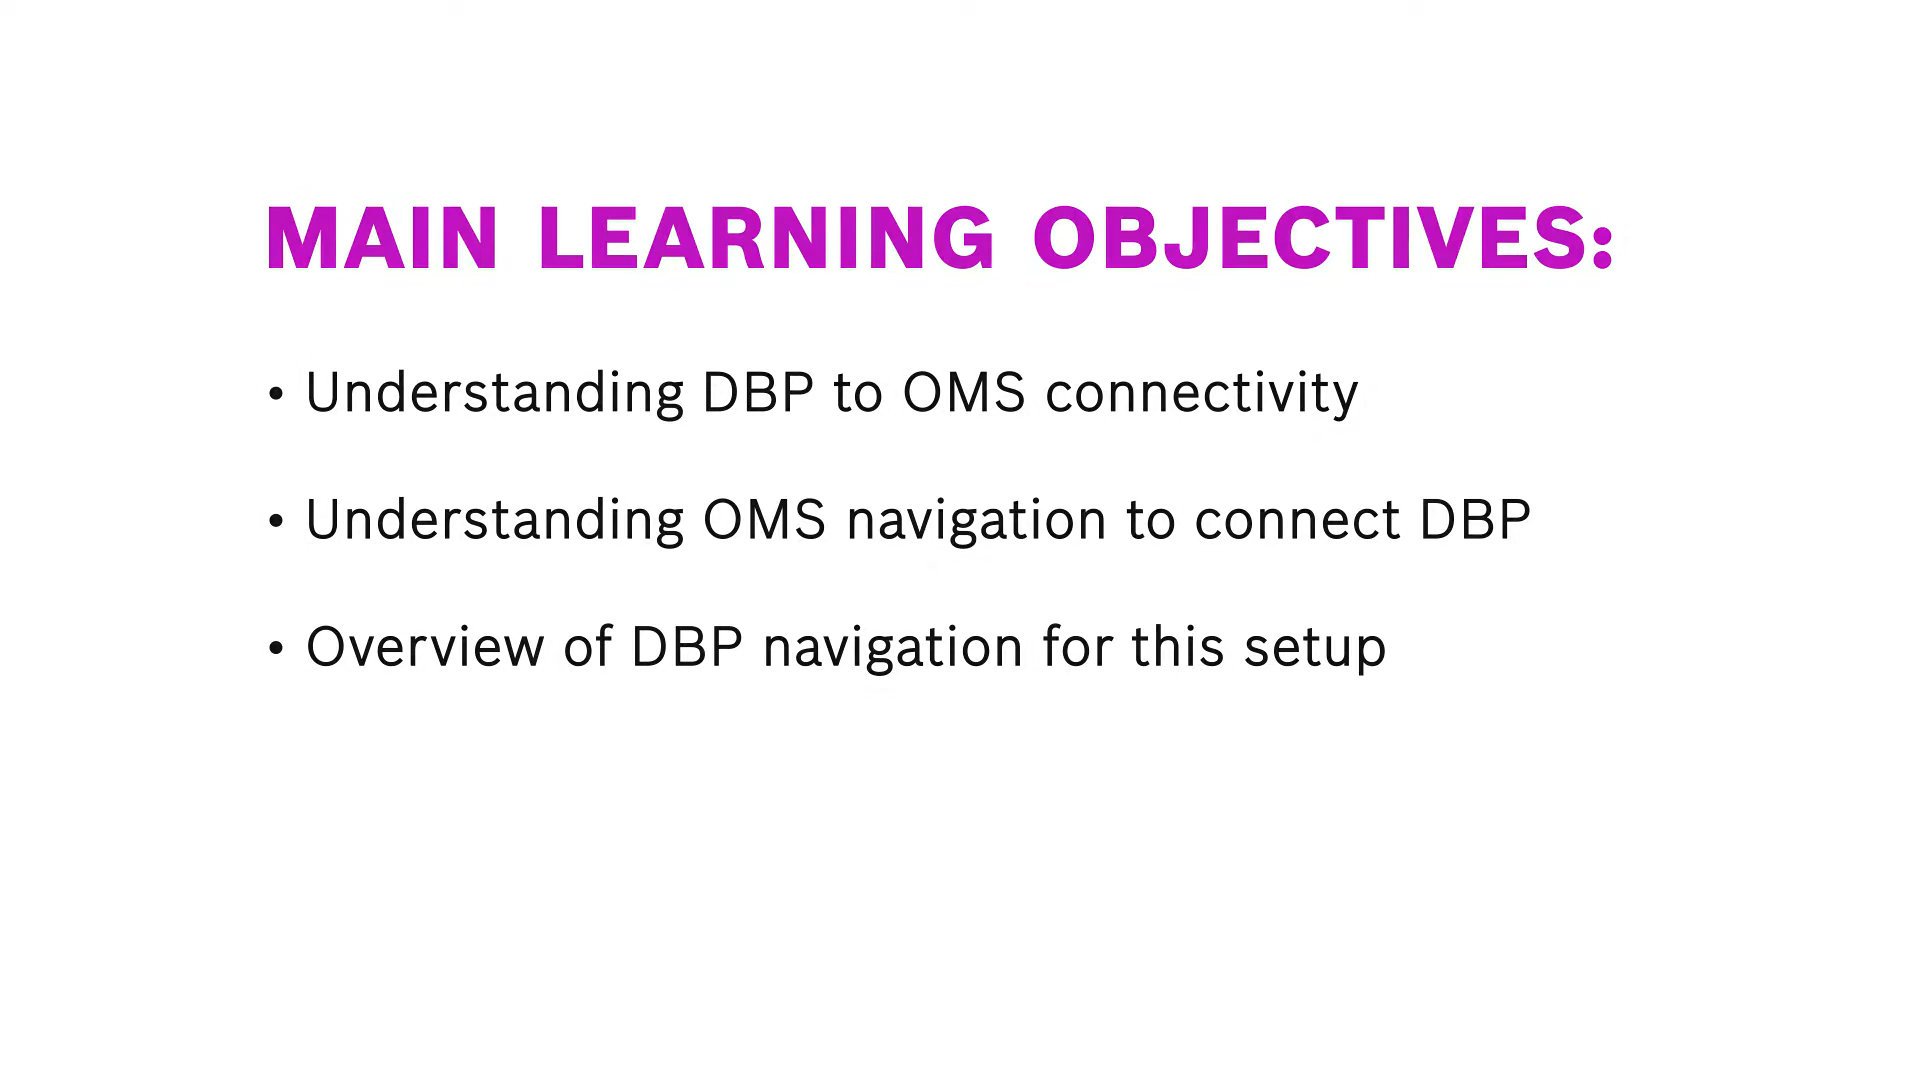 MAIN LEARNING OBJECTIVES:
• Understanding DBP to OMS connectivity
• Understanding OMS navigation to connect DBP
• Overview of DBP navigation for this setup